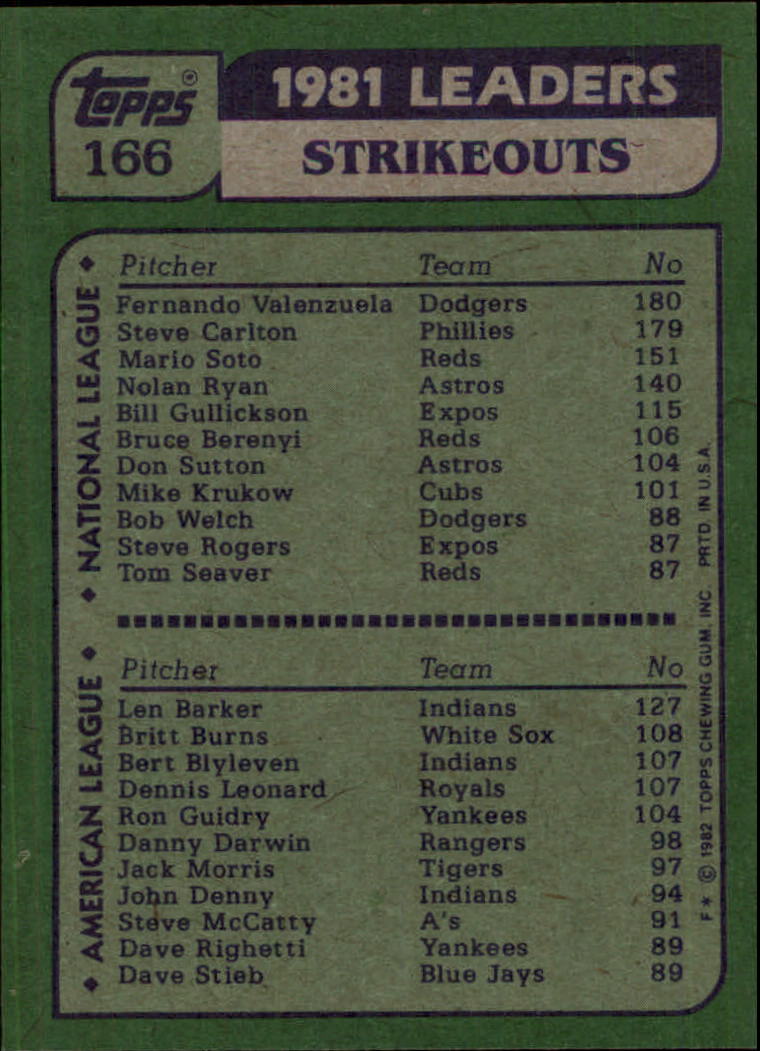 topps®
166
1981 LEADERS
STRIKEOUTS
◆ NATIONAL LEAGUE ◆
Pitcher Team No
Fernando Valenzuela Dodgers 180
Steve Carlton Phillies 179
Mario Soto Reds 151
Nolan Ryan Astros 140
Bill Gullickson Expos 115
Bruce Berenyi Reds 106
Don Sutton Astros 104
Mike Krukow Cubs 101
Bob Welch Dodgers 88
Steve Rogers Expos 87
Tom Seaver Reds 87
◆ AMERICAN LEAGUE ◆
Pitcher Team No
Len Barker Indians 127
Britt Burns White Sox 108
Bert Blyleven Indians 107
Dennis Leonard Royals 107
Ron Guidry Yankees 104
Danny Darwin Rangers 98
Jack Morris Tigers 97
John Denny Indians 94
Steve McCatty A's 91
Dave Righetti Yankees 89
Dave Stieb Blue Jays 89
F* © 1982 TOPPS CHEWING GUM, INC. PRTD. IN U.S.A.